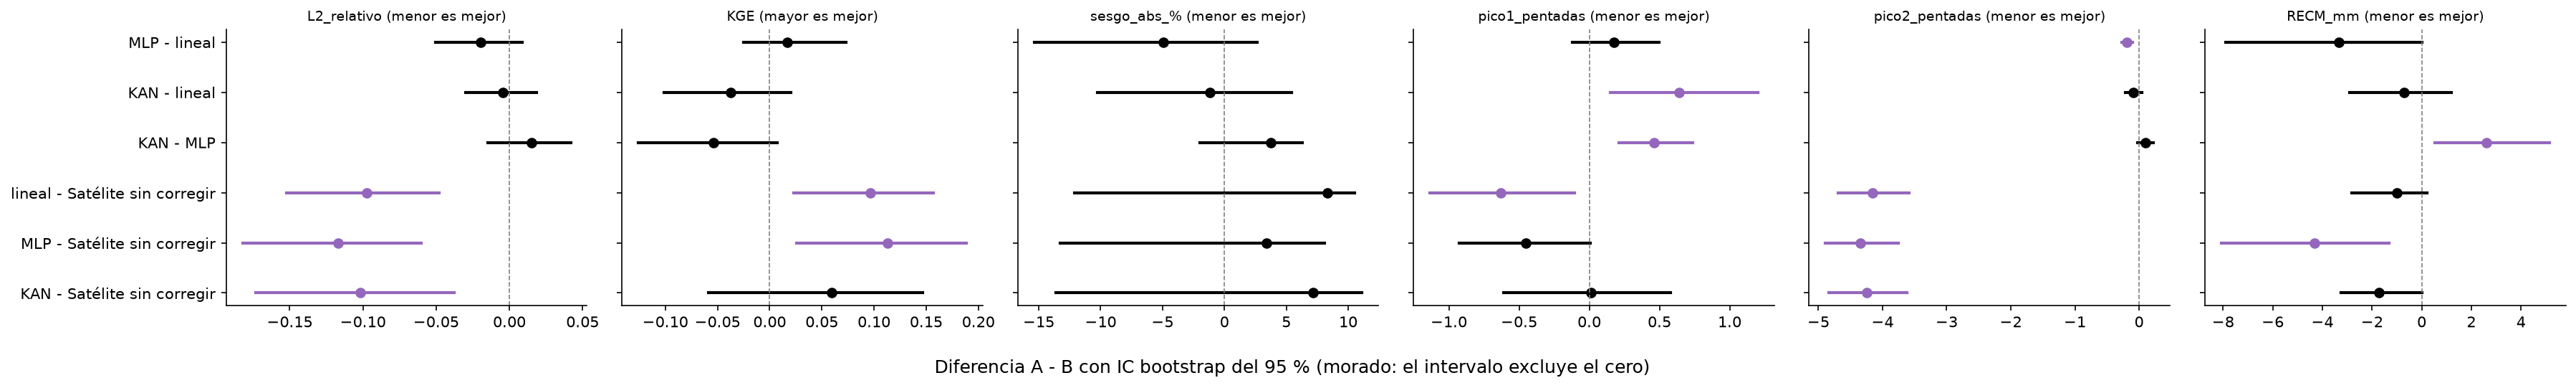 L2_relativo (menor es mejor)
KGE (mayor es mejor)
sesgo_abs_% (menor es mejor)
pico1_pentadas (menor es mejor)
pico2_pentadas (menor es mejor)
RECM_mm (menor es mejor)
MLP - lineal
KAN - lineal
KAN - MLP
lineal - Satélite sin corregir
MLP - Satélite sin corregir
KAN - Satélite sin corregir
−0.15 −0.10 −0.05 0.00 0.05
−0.10 −0.05 0.00 0.05 0.10 0.15 0.20
−15 −10 −5 0 5 10
−1.0 −0.5 0.0 0.5 1.0
−5 −4 −3 −2 −1 0
−8 −6 −4 −2 0 2 4
Diferencia A - B con IC bootstrap del 95 % (morado: el intervalo excluye el cero)